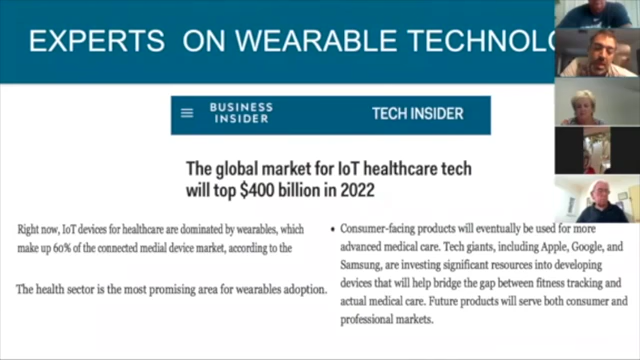 EXPERTS ON WEARABLE TECHNOLO
BUSINESS
INSIDER
TECH INSIDER
The global market for IoT healthcare tech
will top $400 billion in 2022
Right now, IoT devices for healthcare are dominated by wearables, which
make up 60% of the connected medial device market, according to the
The health sector is the most promising area for wearables adoption.
• Consumer-facing products will eventually be used for more
advanced medical care. Tech giants, including Apple, Google, and
Samsung, are investing significant resources into developing
devices that will help bridge the gap between fitness tracking and
actual medical care. Future products will serve both consumer and
professional markets.